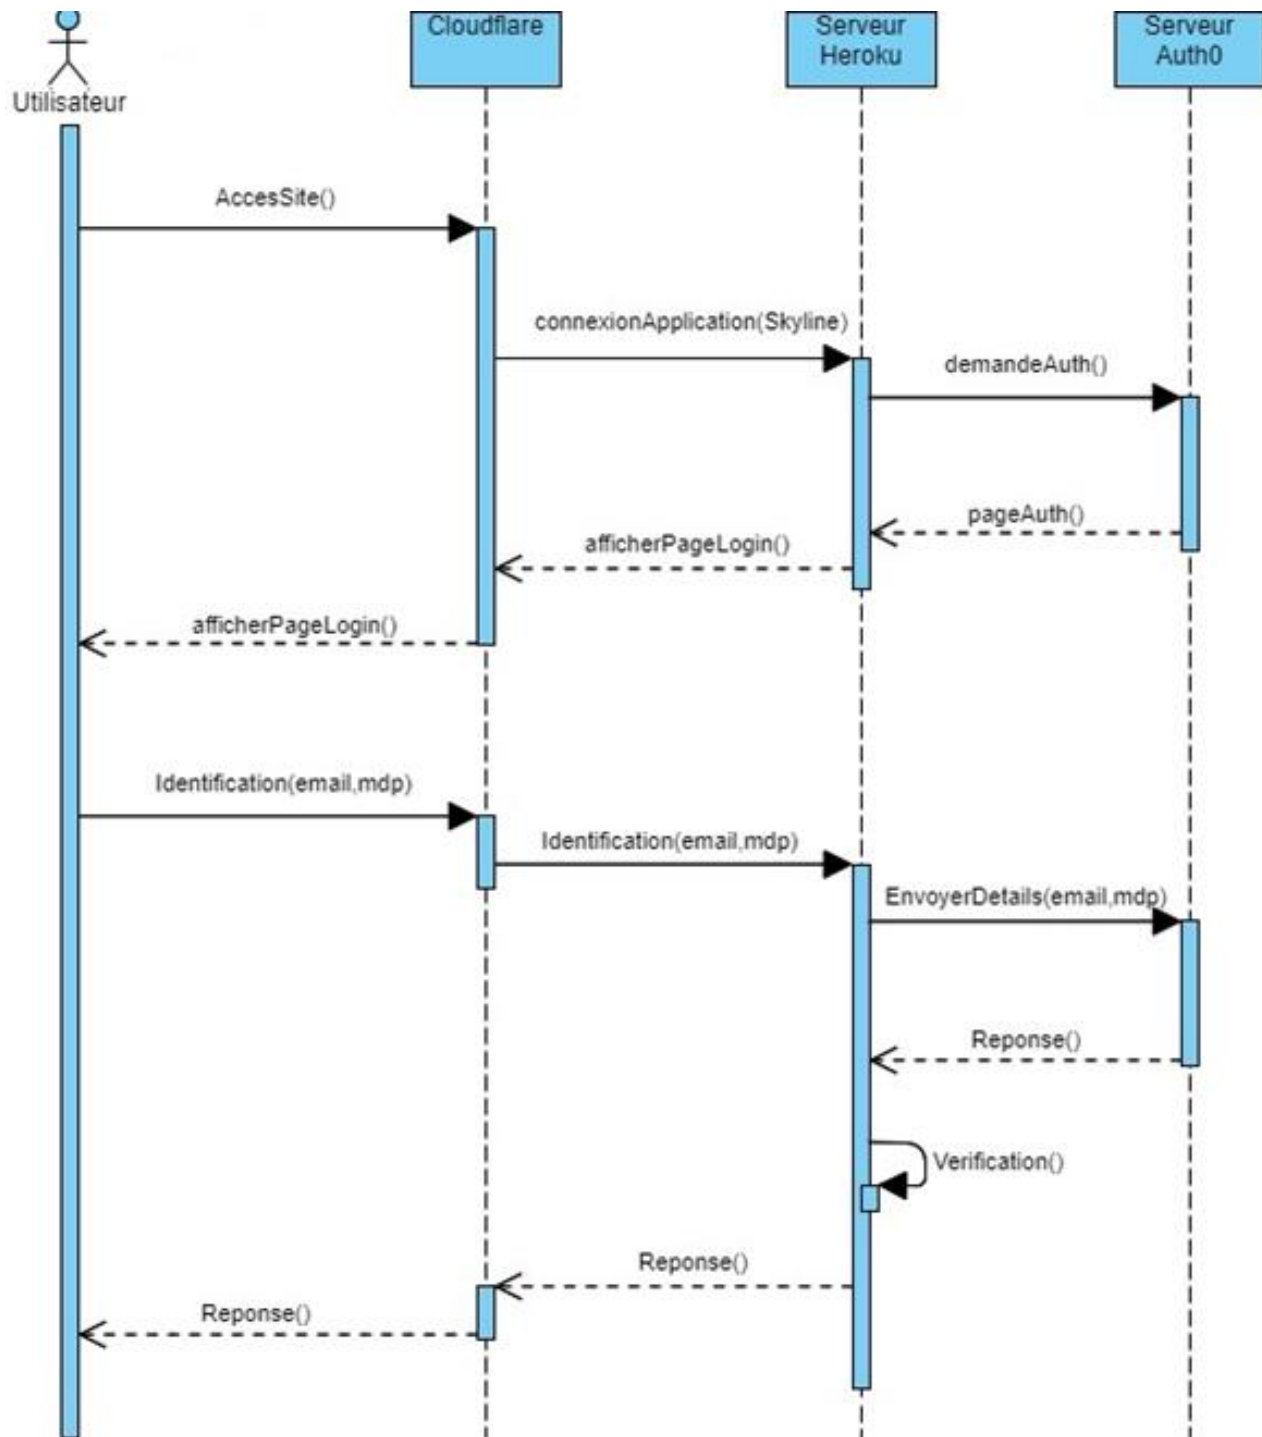 Utilisateur
Cloudflare
Serveur
Heroku
Serveur
Auth0
AccesSite()
connexionApplication(Skyline)
demandeAuth()
pageAuth()
afficherPageLogin()
afficherPageLogin()
Identification(email,mdp)
Identification(email,mdp)
EnvoyerDetails(email,mdp)
Reponse()
Verification()
Reponse()
Reponse()